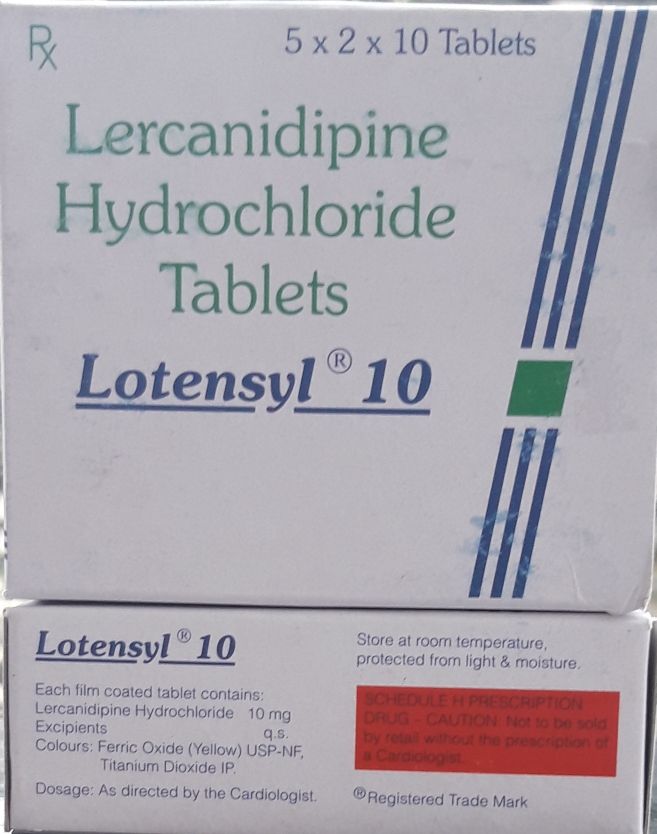 Rx
5 x 2 x 10 Tablets
Lercanidipine
Hydrochloride
Tablets
Lotensyl ® 10
Lotensyl ® 10
Each film coated tablet contains:
Lercanidipine Hydrochloride 10 mg
Excipients q.s.
Colours: Ferric Oxide (Yellow) USP-NF,
Titanium Dioxide IP.
Dosage: As directed by the Cardiologist.
Store at room temperature,
protected from light & moisture.
SCHEDULE H PRESCRIPTION
DRUG - CAUTION: Not to be sold
by retail without the prescription of
a Cardiologist.
® Registered Trade Mark